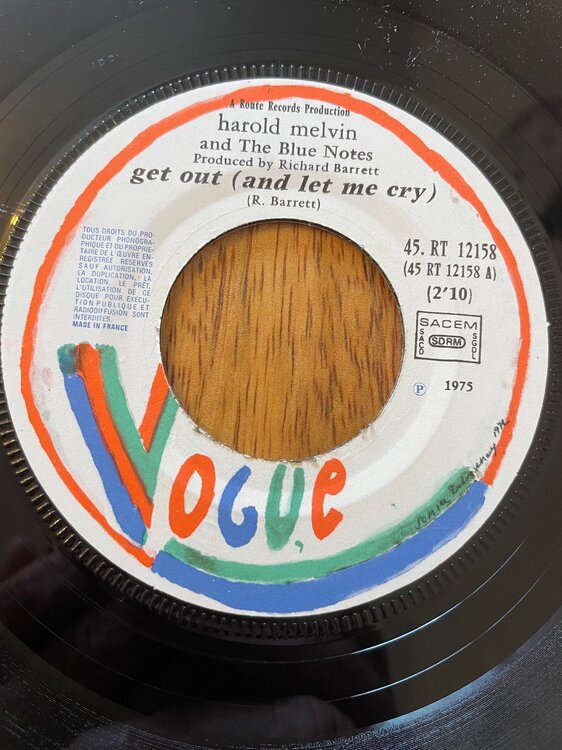 A Route Records Production
harold melvin
and The Blue Notes
Produced by Richard Barrett
get out (and let me cry)
(R. Barrett)
TOUS DROITS DU PRO-
DUCTEUR PHONOGRA-
PHIQUE ET DU PROPRIE-
TAIRE DE L'ŒUVRE EN-
REGISTRÉE RÉSERVÉS
SAUF AUTORISATION,
LA DUPLICATION, LA
LOCATION, LE PRÊT,
L'UTILISATION DE CE
DISQUE POUR EXECU-
TION PUBLIQUE ET
RADIODIFFUSION SONT
INTERDITES.
MADE IN FRANCE
45. RT 12158
(45 RT 12158 A)
(2'10)
SACEM
SACD
SDRM
SGDL
℗ 1975
VOGUe
sonia Delaunay